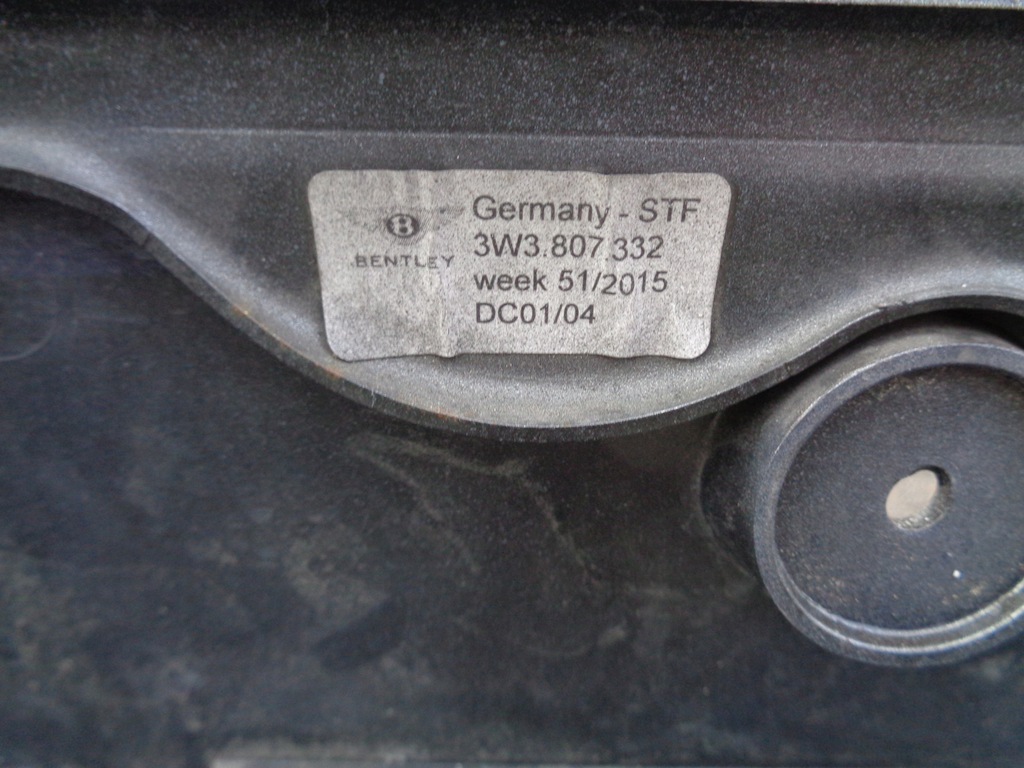 B
BENTLEY
Germany - STF
3W3.807.332
week 51/2015
DC01/04